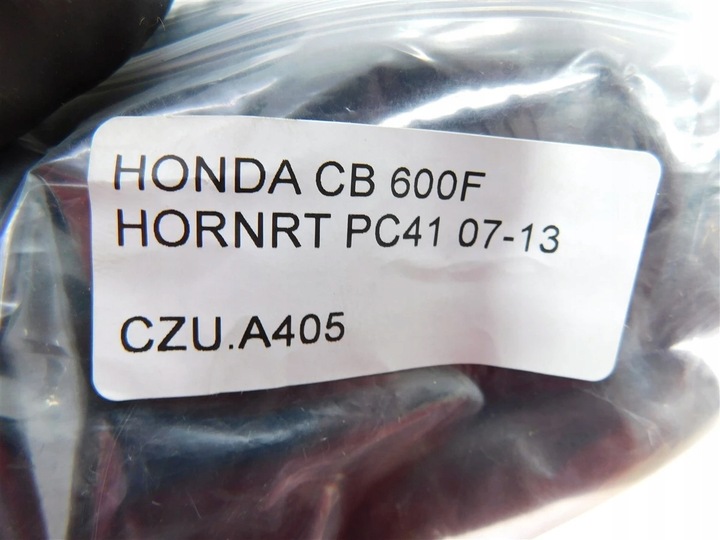 HONDA CB 600F
HORNRT PC41 07-13
CZU.A405